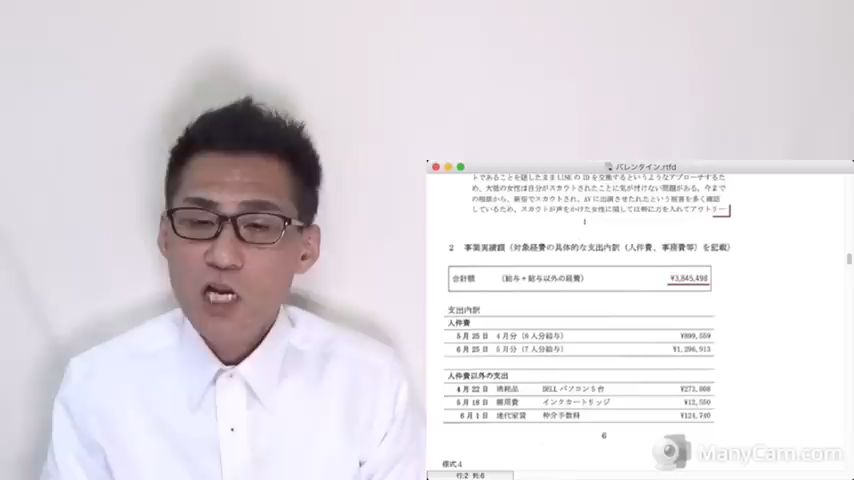 バレンタイン.rtfd
トであることを隠したままLINEのIDを交換するというようなアプローチするた
め、大半の女性は自分がスカウトされたことに気が付けない問題がある。今まで
の相談から、新宿でスカウトされ、AVに出演させたれたという被害を多く確認
しているため、スカウトが声をかけた女性に対しては特に力を入れてアウトリー
2 事業実績額(対象経費の具体的な支出内訳(人件費、事務費等)を記載)
合計額 (給与+給与以外の経費) ¥3,845,498
支出内訳
人件費
5月25日 4月分(8人分給与) ¥899,559
6月25日 5月分(7人分給与) ¥1,296,913
人件費以外の支出
4月22日 消耗品 DELLパソコン5台 ¥273,888
5月18日 雑用費 インクカートリッジ ¥12,550
6月1日 地代家賃 仲介手数料 ¥124,740
6
様式4
行:2 列:6
ManyCam.com